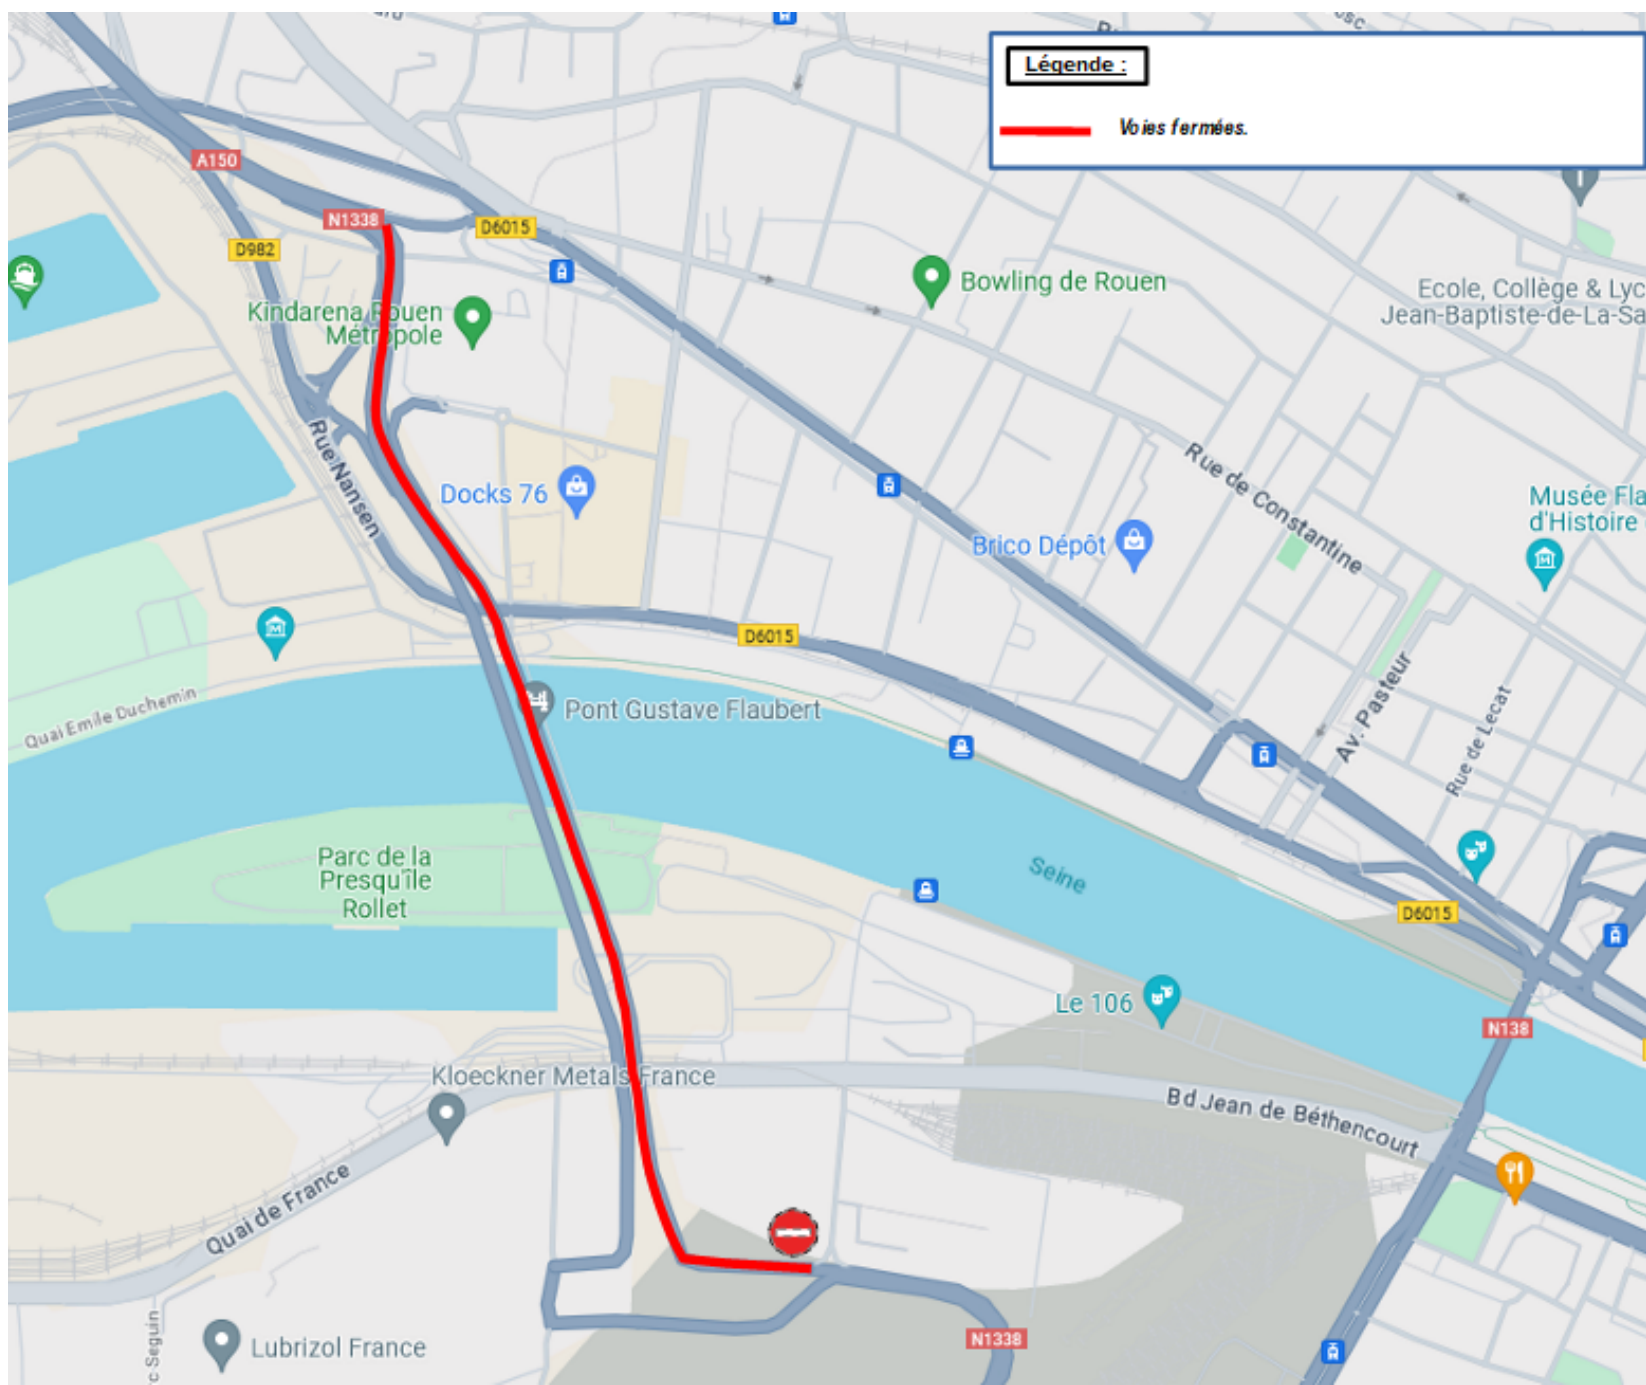 Légende :
Voies fermées.
A150
N1338
D6015
D982
Bowling de Rouen
Ecole, Collège & Lyc
Jean-Baptiste-de-La-Sa
Kindarena Rouen
Métropole
Rue Nansen
Docks 76
Rue de Constantine
Musée Fla
d'Histoire
Brico Dépôt
D6015
Quai Emile Duchemin
Pont Gustave Flaubert
Av. Pasteur
Rue de Lecat
Parc de la
Presqu'île
Rollet
Seine
D6015
Le 106
N138
Kloeckner Metals France
Bd Jean de Béthencourt
Quai de France
c Seguin
Lubrizol France
N1338